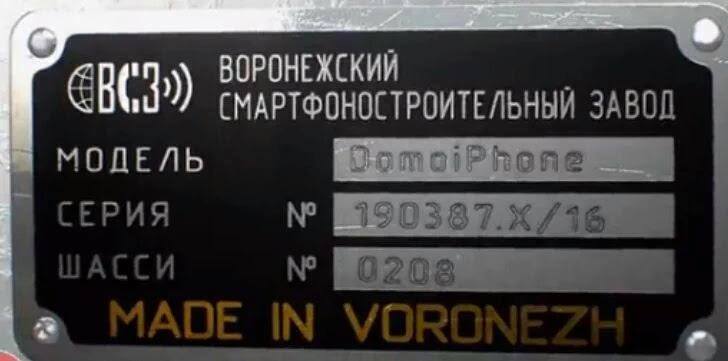 ВСЗ
ВОРОНЕЖСКИЙ
СМАРТФОНОСТРОИТЕЛЬНЫЙ ЗАВОД
МОДЕЛЬ DomoiPhone
СЕРИЯ № 190387.X/16
ШАССИ № 0208
MADE IN VORONEZH